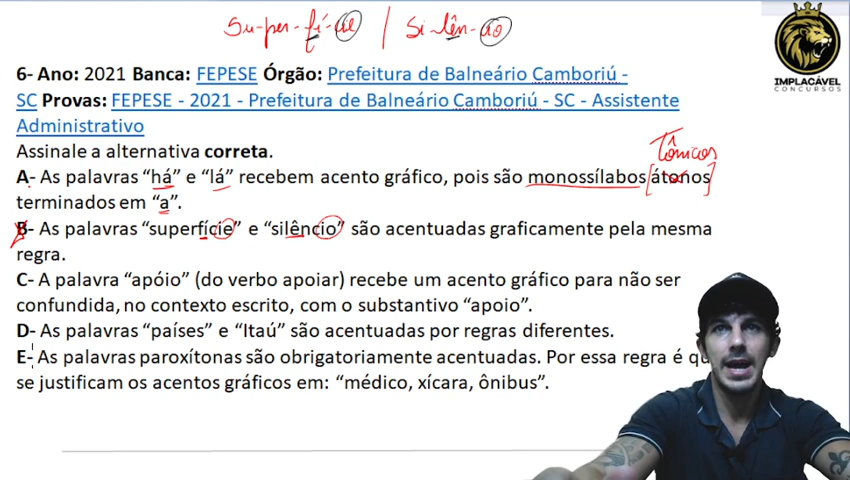 Su-per-fí-cie | Si-lên-cio
IMPLACÁVEL
CONCURSOS
6- Ano: 2021 Banca: FEPESE Órgão: Prefeitura de Balneário Camboriú -
SC Provas: FEPESE - 2021 - Prefeitura de Balneário Camboriú - SC - Assistente
Administrativo
Assinale a alternativa correta.
Tônicos
A- As palavras “há” e “lá” recebem acento gráfico, pois são monossílabos [átonos]
terminados em “a”.
B- As palavras “superfície” e “silêncio” são acentuadas graficamente pela mesma
regra.
C- A palavra “apóio” (do verbo apoiar) recebe um acento gráfico para não ser
confundida, no contexto escrito, com o substantivo “apoio”.
D- As palavras “países” e “Itaú” são acentuadas por regras diferentes.
E- As palavras paroxítonas são obrigatoriamente acentuadas. Por essa regra é qu
se justificam os acentos gráficos em: “médico, xícara, ônibus”.